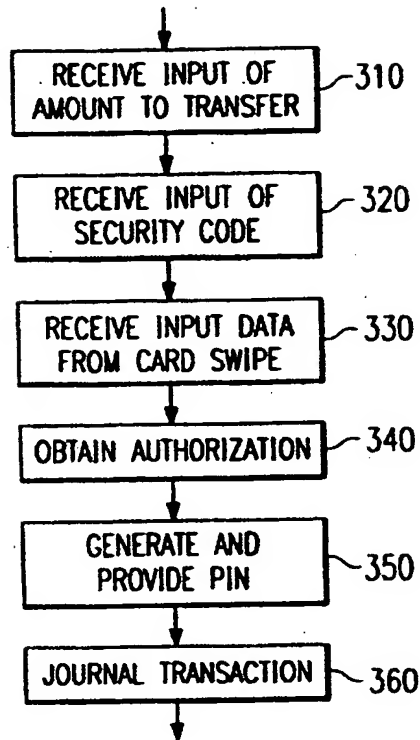 RECEIVE INPUT OF
AMOUNT TO TRANSFER
310
RECEIVE INPUT OF
SECURITY CODE
320
RECEIVE INPUT DATA
FROM CARD SWIPE
330
OBTAIN AUTHORIZATION
340
GENERATE AND
PROVIDE PIN
350
JOURNAL TRANSACTION
360